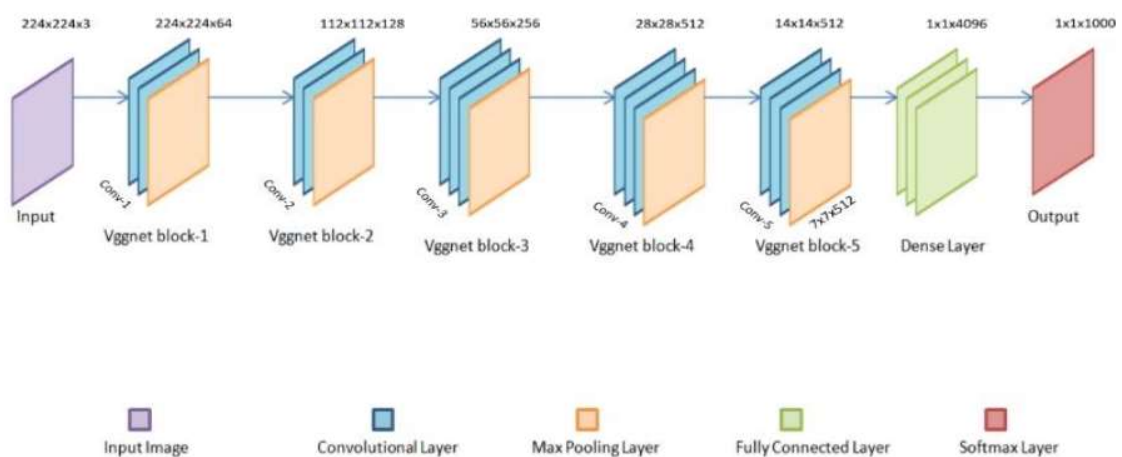 224x224x3
224x224x64
112x112x128
56x56x256
28x28x512
14x14x512
1x1x4096
1x1x1000
Conv-1
Conv-2
Conv-3
Conv-4
Conv-5
7x7x512
Input
Vggnet block-1
Vggnet block-2
Vggnet block-3
Vggnet block-4
Vggnet block-5
Dense Layer
Output
Input Image
Convolutional Layer
Max Pooling Layer
Fully Connected Layer
Softmax Layer